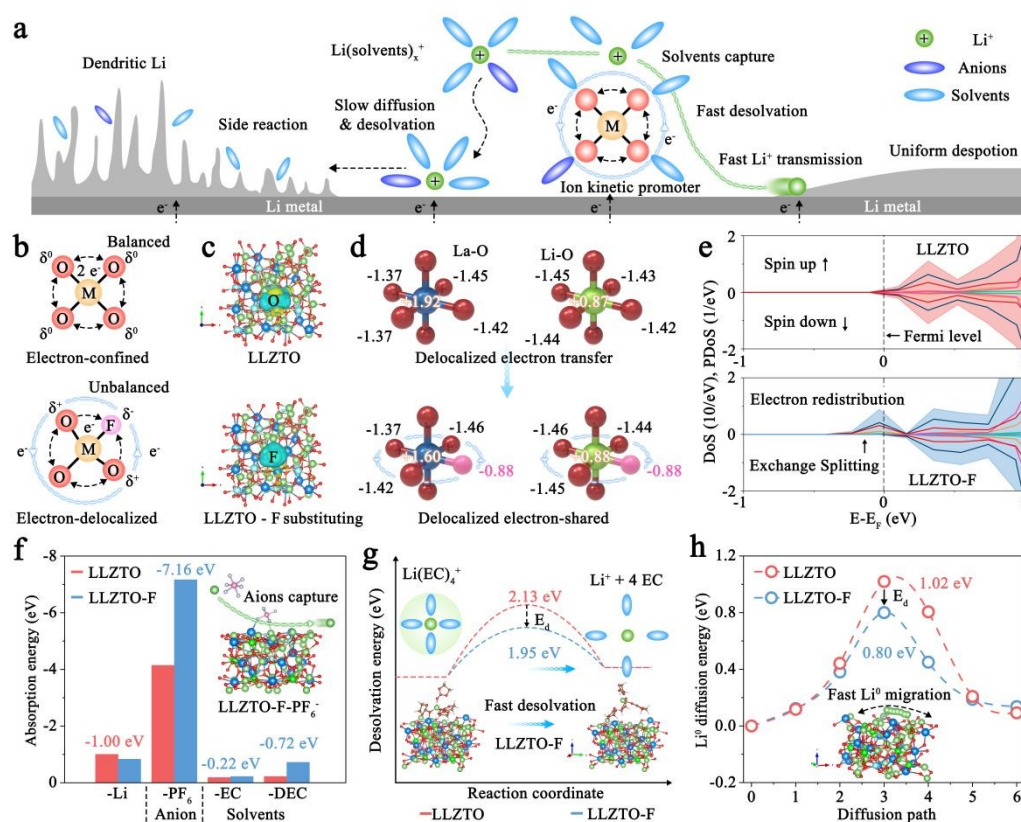 a
Dendritic Li
Side reaction
Li(solvents)ₓ⁺
Slow diffusion
& desolvation
Solvents capture
Fast desolvation
Fast Li⁺ transmission
Uniform despotion
Ion kinetic promoter
M
e⁻
e⁻
Li⁺
Anions
Solvents
e⁻
Li metal
e⁻
e⁻
e⁻
Li metal
b
Balanced
δ⁰
δ⁰
O
2 e⁻
O
M
O
O
δ⁰
δ⁰
Electron-confined
Unbalanced
δ⁺
δ⁻
O
e⁻
F
e⁻
M
e⁻
O
O
δ⁺
Electron-delocalized
c
O
LLZTO
F
LLZTO - F substituting
d
La-O
Li-O
-1.37
-1.45
-1.45
-1.43
+1.92
+0.87
-1.37
-1.42
-1.44
-1.42
Delocalized electron transfer
-1.37
-1.46
-1.46
-1.44
+1.60
-0.88
+0.88
-0.88
-1.42
-1.45
Delocalized electron-shared
e
DoS (10/eV), PDoS (1/eV)
2
LLZTO
Spin up ↑
0
Spin down ↓
Fermi level
-2
-1
0
1
2
Electron redistribution
0
Exchange Splitting
LLZTO-F
-2
-1
0
1
E-E_F (eV)
f
Absorption energy (eV)
-8
-6
-4
-2
0
LLZTO
LLZTO-F
-7.16 eV
Aions capture
LLZTO-F-PF₆⁻
-1.00 eV
-0.22 eV
-0.72 eV
-Li
-PF₆
-EC
-DEC
Anion
Solvents
g
Desolvation energy (eV)
Li(EC)₄⁺
Li⁺ + 4 EC
2.13 eV
E_d
1.95 eV
Fast desolvation
LLZTO-F
Reaction coordinate
LLZTO
LLZTO-F
h
Li⁰ diffusion energy (eV)
1.2
0.8
0.4
0.0
-0.2
LLZTO
LLZTO-F
1.02 eV
E_d
0.80 eV
Fast Li⁰ migration
0
1
2
3
4
5
6
Diffusion path